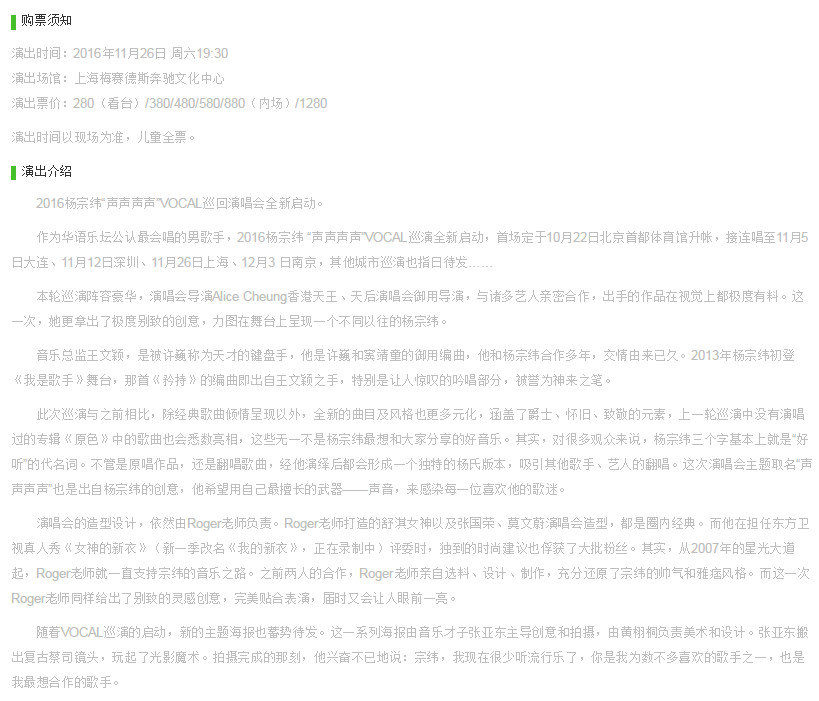 购票须知
演出时间：2016年11月26日 周六19:30
演出场馆：上海梅赛德斯奔驰文化中心
演出票价：280（看台）/380/480/580/880（内场）/1280
演出时间以现场为准，儿童全票。
演出介绍
2016杨宗纬“声声声声”VOCAL巡回演唱会全新启动。
作为华语乐坛公认最会唱的男歌手，2016杨宗纬 “声声声声”VOCAL巡演全新启动，首场定于10月22日北京首都体育馆升帐，接连唱至11月5
日大连、11月12日深圳、11月26日上海、12月3 日南京，其他城市巡演也指日待发……
本轮巡演阵容豪华，演唱会导演Alice Cheung香港天王、天后演唱会御用导演，与诸多艺人亲密合作，出手的作品在视觉上都极度有料。这
一次，她更拿出了极度别致的创意，力图在舞台上呈现一个不同以往的杨宗纬。
音乐总监王文颖，是被许巍称为天才的键盘手，他是许巍和窦靖童的御用编曲，他和杨宗纬合作多年，交情由来已久。2013年杨宗纬初登
《我是歌手》舞台，那首《矜持》的编曲即出自王文颖之手，特别是让人惊叹的吟唱部分，被誉为神来之笔。
此次巡演与之前相比，除经典歌曲倾情呈现以外，全新的曲目及风格也更多元化，涵盖了爵士、怀旧、致敬的元素，上一轮巡演中没有演唱
过的专辑《原色》中的歌曲也会悉数亮相，这些无一不是杨宗纬最想和大家分享的好音乐。其实，对很多观众来说，杨宗纬三个字基本上就是“好
听”的代名词。不管是原唱作品，还是翻唱歌曲，经他演绎后都会形成一个独特的杨氏版本，吸引其他歌手、艺人的翻唱。这次演唱会主题取名“声
声声声”也是出自杨宗纬的创意，他希望用自己最擅长的武器——声音，来感染每一位喜欢他的歌迷。
演唱会的造型设计，依然由Roger老师负责。Roger老师打造的舒淇女神以及张国荣、莫文蔚演唱会造型，都是圈内经典。而他在担任东方卫
视真人秀《女神的新衣》（新一季改名《我的新衣》，正在录制中）评委时，独到的时尚建议也俘获了大批粉丝。其实，从2007年的星光大道
起，Roger老师就一直支持宗纬的音乐之路。之前两人的合作，Roger老师亲自选料、设计、制作，充分还原了宗纬的帅气和雅痞风格。而这一次
Roger老师同样给出了别致的灵感创意，完美贴合表演，届时又会让人眼前一亮。
随着VOCAL巡演的启动，新的主题海报也蓄势待发。这一系列海报由音乐才子张亚东主导创意和拍摄，由黄栩桐负责美术和设计。张亚东搬
出复古蔡司镜头，玩起了光影魔术。拍摄完成的那刻，他兴奋不已地说：宗纬，我现在很少听流行乐了，你是我为数不多喜欢的歌手之一，也是
我最想合作的歌手。